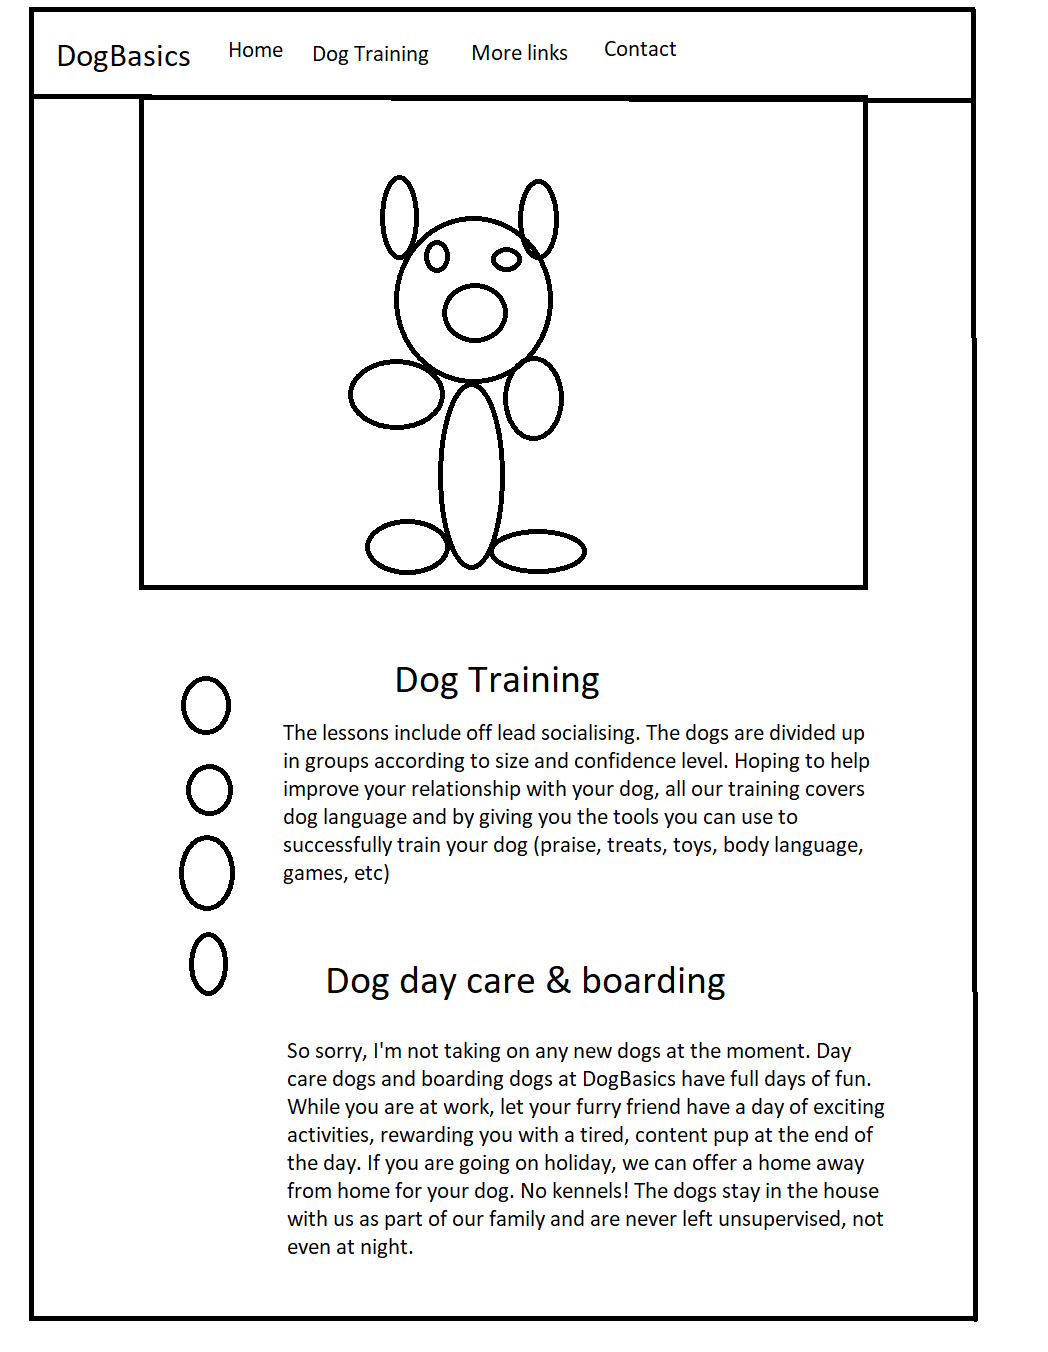 DogBasics Home Dog Training More links Contact
Dog Training
The lessons include off lead socialising. The dogs are divided up
in groups according to size and confidence level. Hoping to help
improve your relationship with your dog, all our training covers
dog language and by giving you the tools you can use to
successfully train your dog (praise, treats, toys, body language,
games, etc)
Dog day care & boarding
So sorry, I'm not taking on any new dogs at the moment. Day
care dogs and boarding dogs at DogBasics have full days of fun.
While you are at work, let your furry friend have a day of exciting
activities, rewarding you with a tired, content pup at the end of
the day. If you are going on holiday, we can offer a home away
from home for your dog. No kennels! The dogs stay in the house
with us as part of our family and are never left unsupervised, not
even at night.